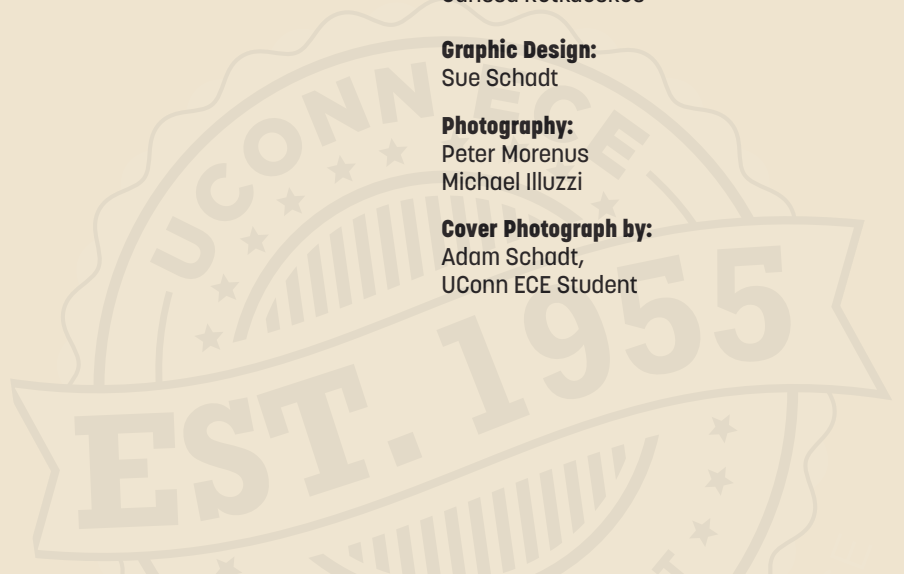 Graphic Design:
Sue Schadt
Photography:
Peter Morenus
Michael Illuzzi
Cover Photograph by:
Adam Schadt,
UConn ECE Student
UCONN ECE
EST. 1955